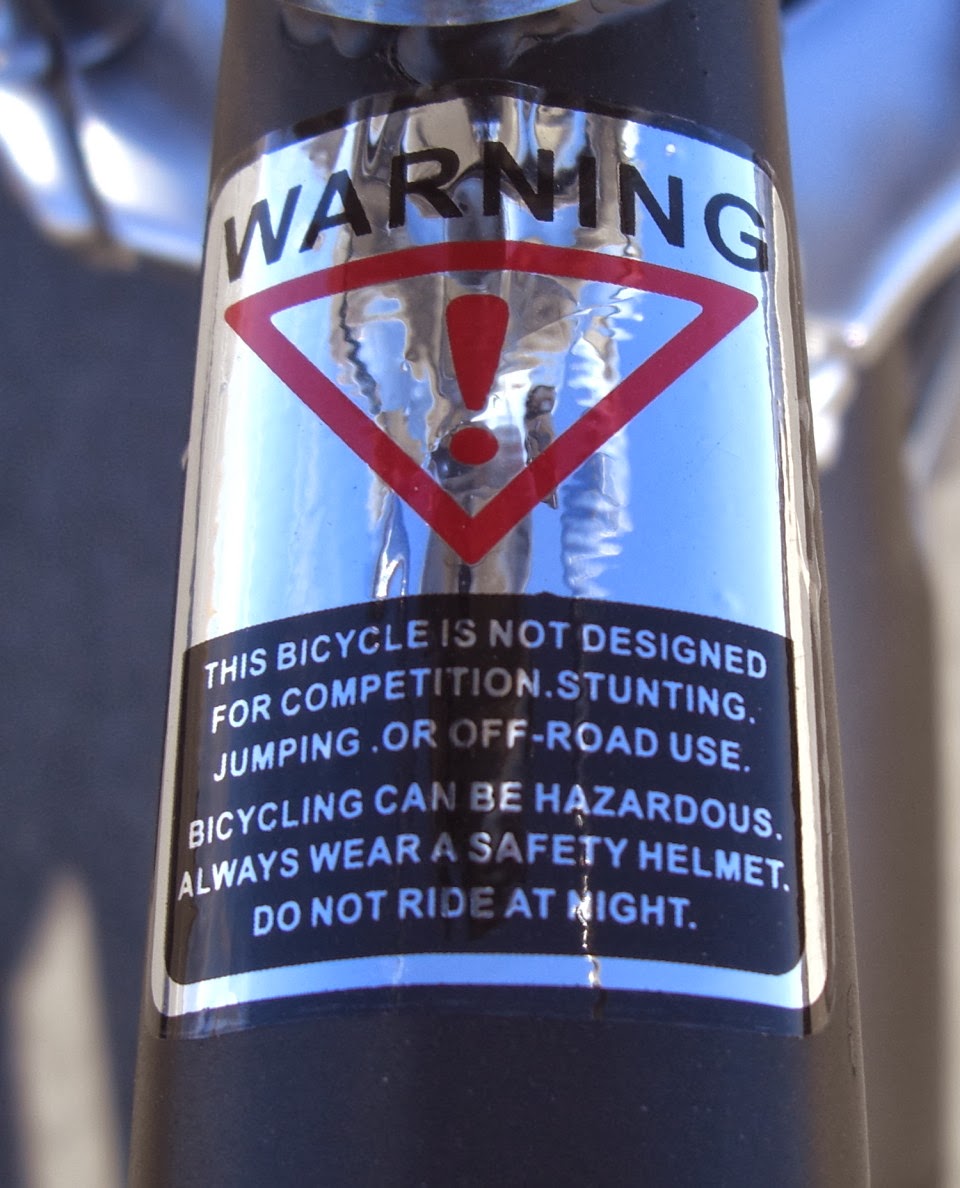 WARNING
!
THIS BICYCLE IS NOT DESIGNED
FOR COMPETITION.STUNTING.
JUMPING .OR OFF-ROAD USE.
BICYCLING CAN BE HAZARDOUS.
ALWAYS WEAR A SAFETY HELMET.
DO NOT RIDE AT NIGHT.